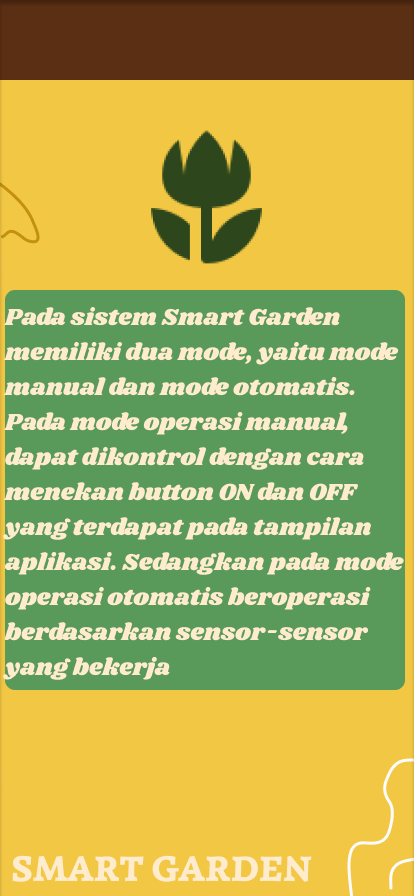 Pada sistem Smart Garden
memiliki dua mode, yaitu mode
manual dan mode otomatis.
Pada mode operasi manual,
dapat dikontrol dengan cara
menekan button ON dan OFF
yang terdapat pada tampilan
aplikasi. Sedangkan pada mode
operasi otomatis beroperasi
berdasarkan sensor-sensor
yang bekerja
SMART GARDEN